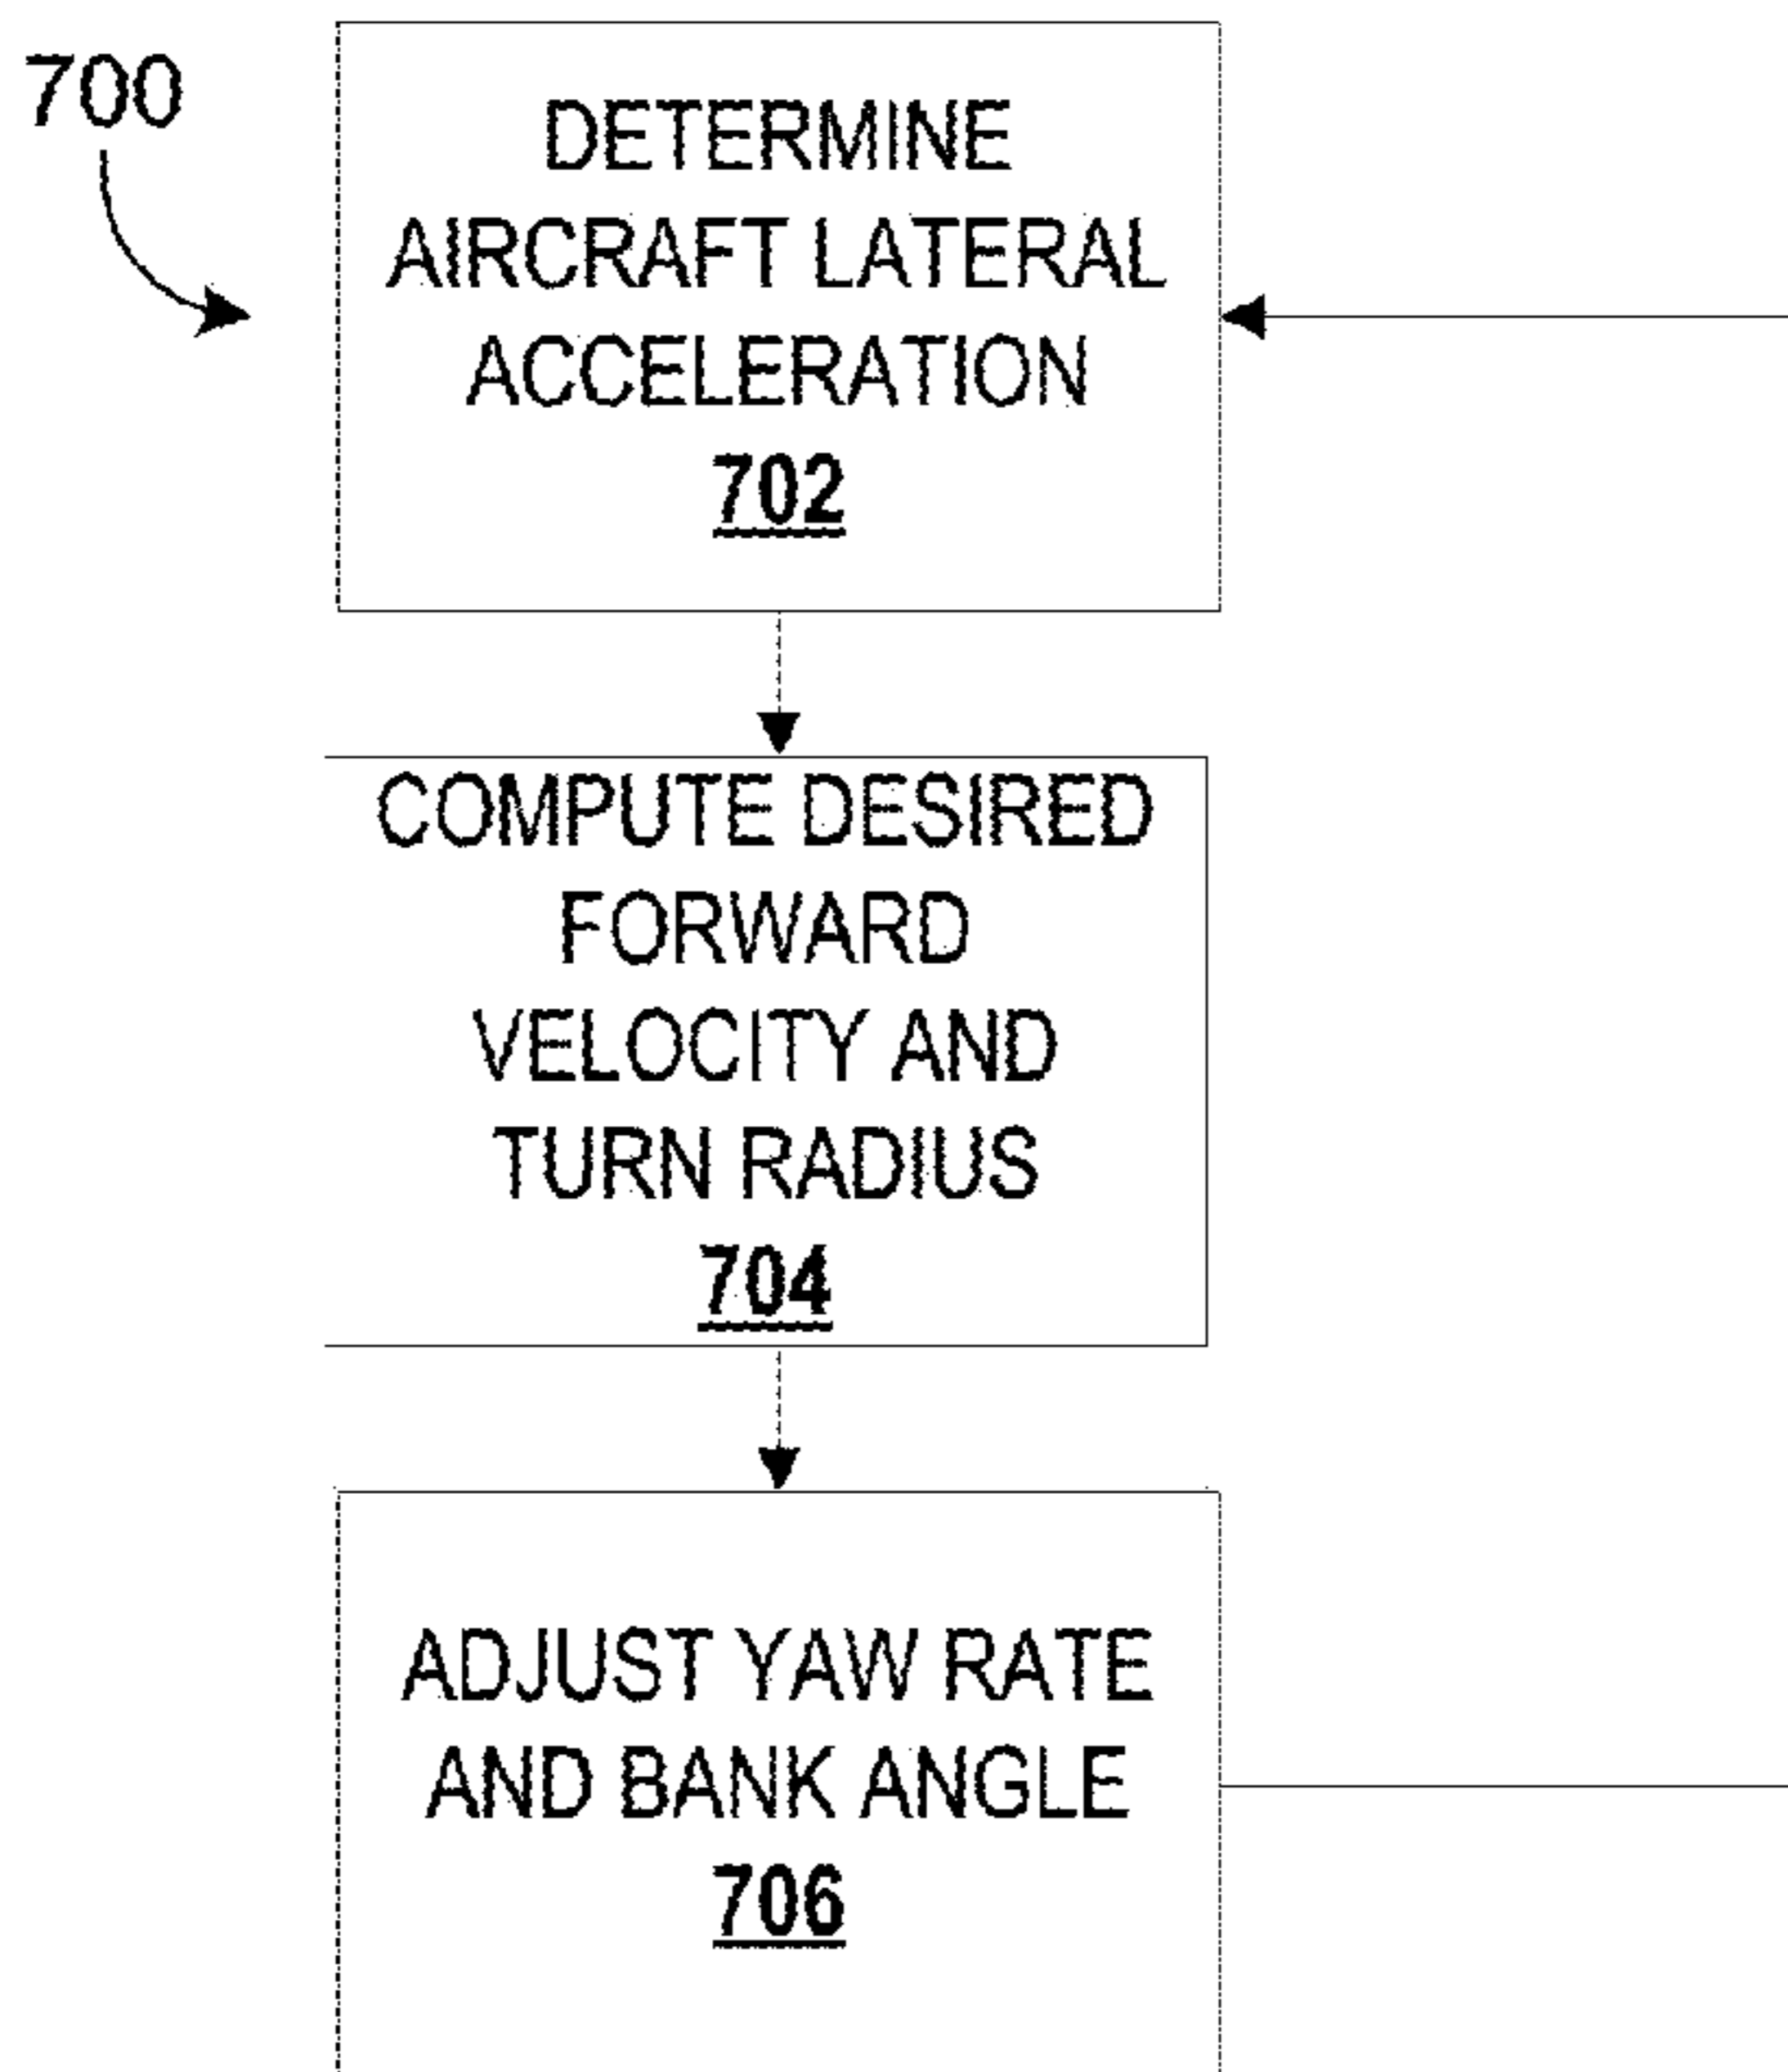 700
DETERMINE
AIRCRAFT LATERAL
ACCELERATION
702
COMPUTE DESIRED
FORWARD
VELOCITY AND
TURN RADIUS
704
ADJUST YAW RATE
AND BANK ANGLE
706